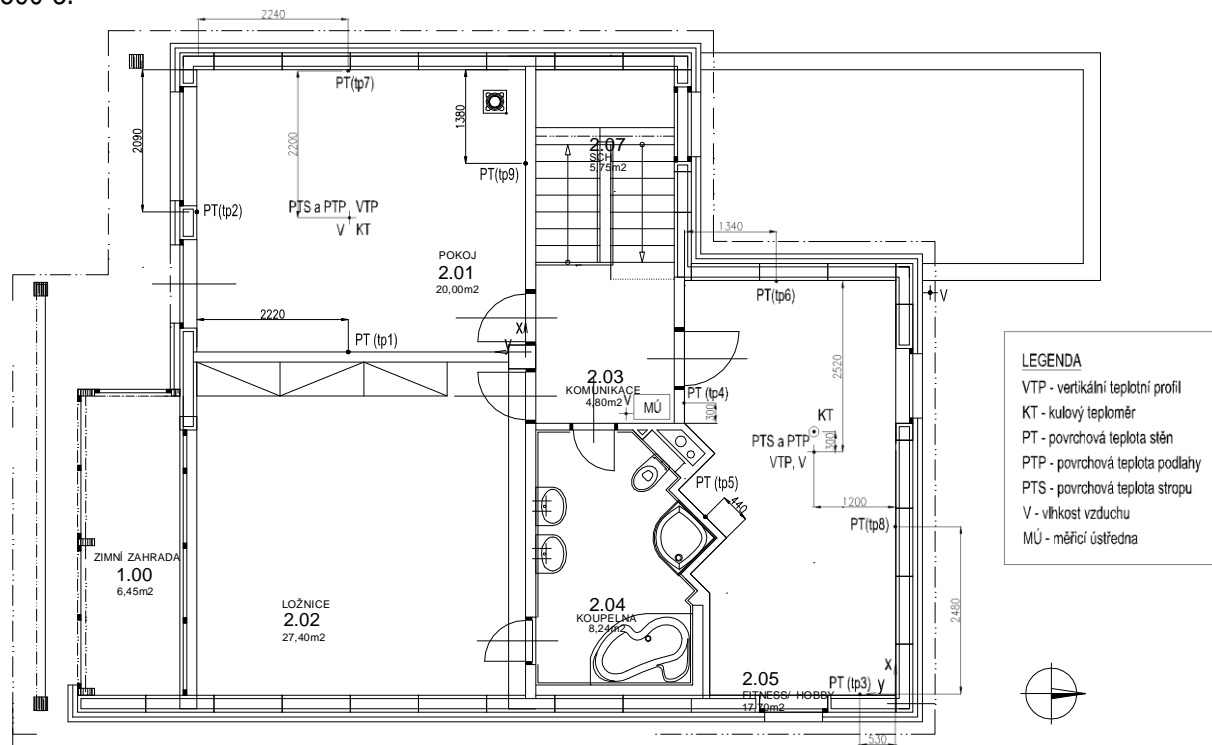 2240
PT(tp7)
2090
2200
1380
PT(tp9)
2.07
SCH
5,75m2
PT(tp2)
PTS a PTP VTP
V KT
1340
POKOJ
2.01
20,00m2
PT(tp6)
V
2220
PT (tp1)
X
Y
2520
2.03
KOMUNIKACE
4,80m2
V
MÚ
PT (tp4)
300
KT
300
PTS a PTP
VTP, V
PT (tp5)
440
1200
PT(tp8)
ZIMNÍ ZAHRADA
1.00
6,45m2
LOŽNICE
2.02
27,40m2
2.04
KOUPELNA
8,24m2
2480
2.05
FITNESS/ HOBBY
17,70m2
PT (tp3)
X
y
530
LEGENDA
VTP - vertikální teplotní profil
KT - kulový teploměr
PT - povrchová teplota stěn
PTP - povrchová teplota podlahy
PTS - povrchová teplota stropu
V - vlhkost vzduchu
MÚ - měřicí ústředna